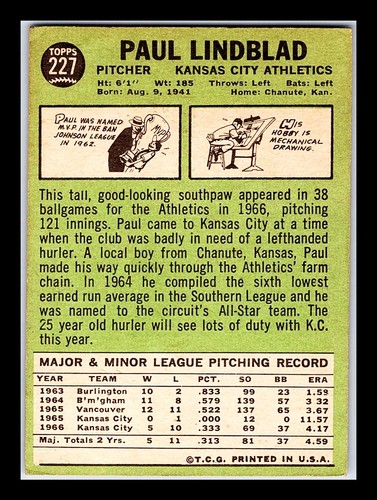 TOPPS
227
PAUL LINDBLAD
PITCHER KANSAS CITY ATHLETICS
Ht: 6'1" Wt: 185 Throws: Left Bats: Left
Born: Aug. 9, 1941 Home: Chanute, Kan.
PAUL WAS NAMED
M.V.P. IN THE BAN
JOHNSON LEAGUE
IN 1962.
HIS
HOBBY IS
MECHANICAL
DRAWING.
This tall, good-looking southpaw appeared in 38
ballgames for the Athletics in 1966, pitching
121 innings. Paul came to Kansas City at a time
when the club was badly in need of a lefthanded
hurler. A local boy from Chanute, Kansas, Paul
made his way quickly through the Athletics' farm
chain. In 1964 he compiled the sixth lowest
earned run average in the Southern League and he
was named to the circuit's All-Star team. The
25 year old hurler will see lots of duty with K.C.
this year.
MAJOR & MINOR LEAGUE PITCHING RECORD
YEAR TEAM W L PCT. SO BB ERA
1963 Burlington 10 2 .833 99 23 1.59
1964 B'm'gham 11 8 .579 139 57 3.32
1965 Vancouver 12 11 .522 137 65 3.67
1965 Kansas City 0 1 .000 12 0 11.57
1966 Kansas City 5 10 .333 69 37 4.17
Maj. Totals 2 Yrs. 5 11 .313 81 37 4.59
©T.C.G. PRINTED IN U.S.A.